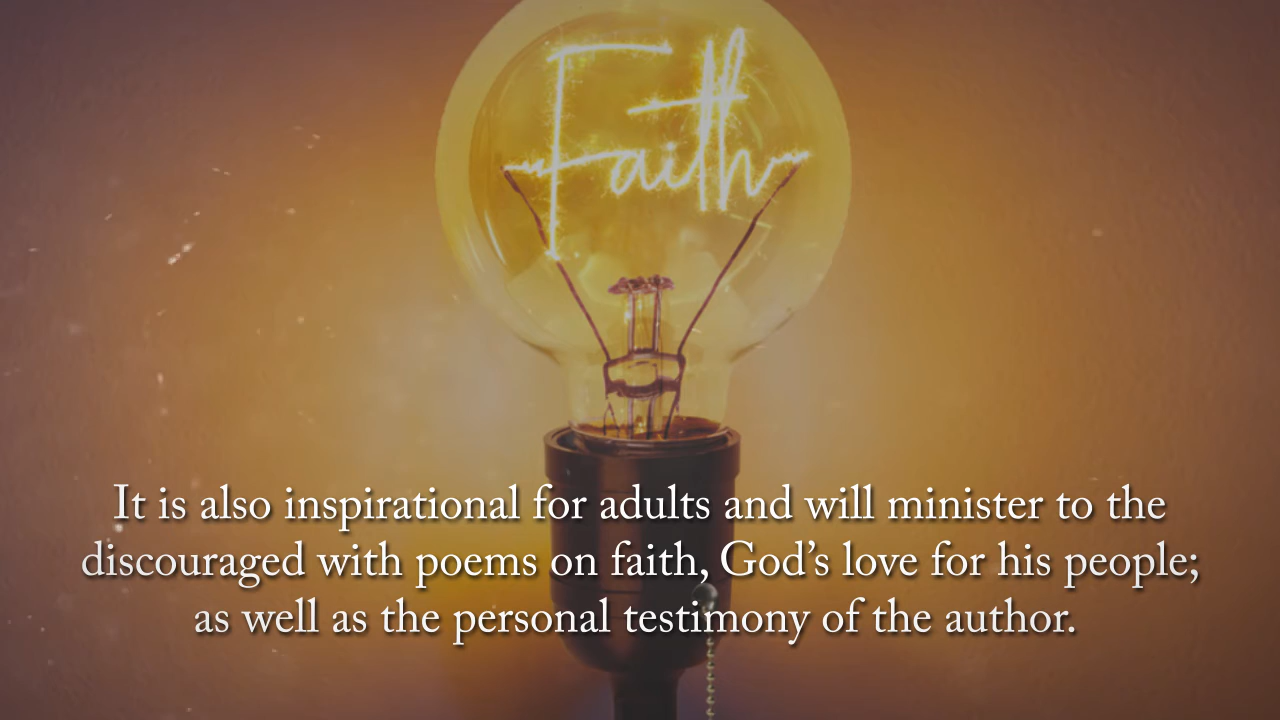 Faith
It is also inspirational for adults and will minister to the
discouraged with poems on faith, God’s love for his people;
as well as the personal testimony of the author.